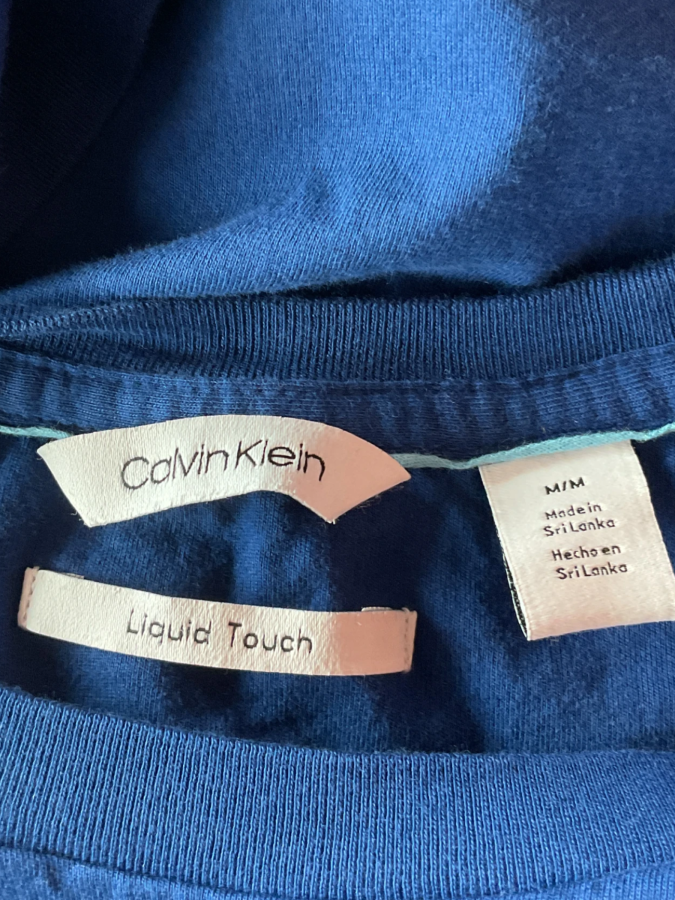 Calvin Klein
M/M
Made in
Sri Lanka
Hecho en
Sri Lanka
Liquid Touch